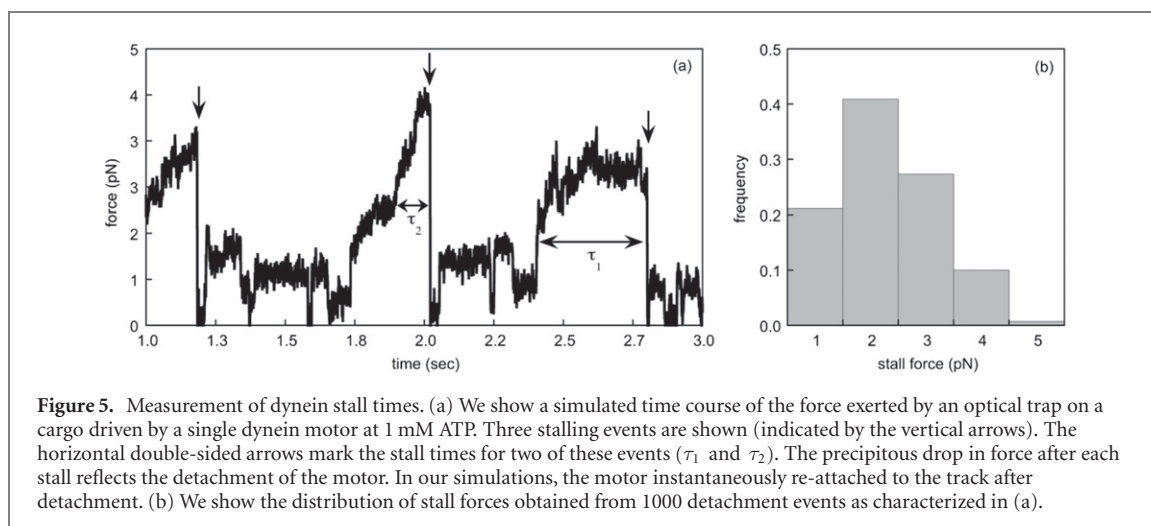 5
4
3
3
2
1
0
force (pN)
(a)
τ2
τ1
1.0
1.3
1.5
1.8
2.0
2.2
2.5
2.7
3.0
time (sec)
0.5
0.4
0.3
0.2
0.1
0.0
frequency
(b)
1 2 3 4 5
stall force (pN)
Figure 5. Measurement of dynein stall times. (a) We show a simulated time course of the force exerted by an optical trap on a
cargo driven by a single dynein motor at 1 mM ATP. Three stalling events are shown (indicated by the vertical arrows). The
horizontal double-sided arrows mark the stall times for two of these events (τ1 and τ2). The precipitous drop in force after each
stall reflects the detachment of the motor. In our simulations, the motor instantaneously re-attached to the track after
detachment. (b) We show the distribution of stall forces obtained from 1000 detachment events as characterized in (a).